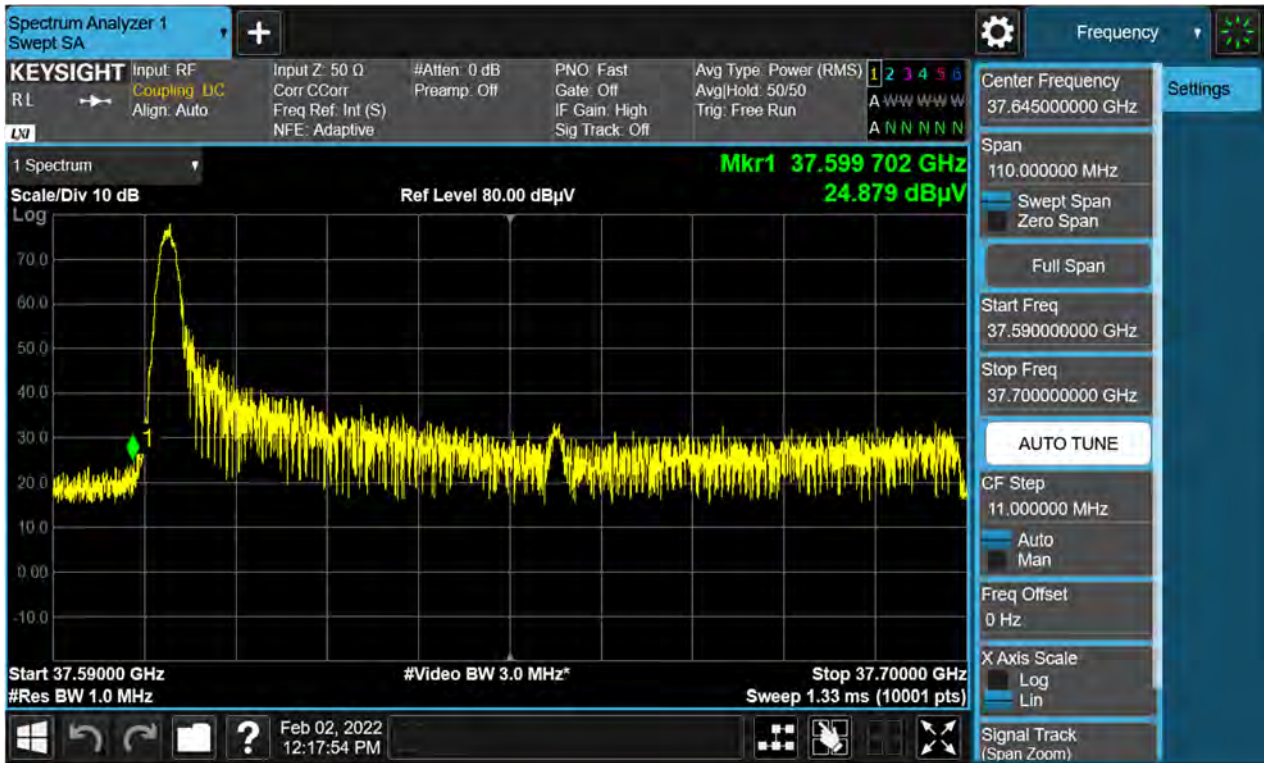 Spectrum Analyzer 1
Swept SA
+
Frequency
KEYSIGHT
RL
LXI
Input: RF
Coupling: DC
Align: Auto
Input Z: 50 Ω
Corr CCorr
Freq Ref: Int (S)
NFE: Adaptive
#Atten: 0 dB
Preamp: Off
PNO: Fast
Gate: Off
IF Gain: High
Sig Track: Off
Avg Type: Power (RMS)
Avg|Hold: 50/50
Trig: Free Run
1 2 3 4 5 6
A W W W W W
A N N N N N
1 Spectrum
Scale/Div 10 dB
Ref Level 80.00 dBµV
Mkr1 37.599 702 GHz
24.879 dBµV
Log
70.0
60.0
50.0
40.0
30.0
20.0
10.0
0.00
-10.0
1
Start 37.59000 GHz
#Res BW 1.0 MHz
#Video BW 3.0 MHz*
Stop 37.70000 GHz
Sweep 1.33 ms (10001 pts)
?
Feb 02, 2022
12:17:54 PM
Center Frequency
37.645000000 GHz
Span
110.000000 MHz
Swept Span
Zero Span
Full Span
Start Freq
37.590000000 GHz
Stop Freq
37.700000000 GHz
AUTO TUNE
CF Step
11.000000 MHz
Auto
Man
Freq Offset
0 Hz
X Axis Scale
Log
Lin
Signal Track
(Span Zoom)
Settings